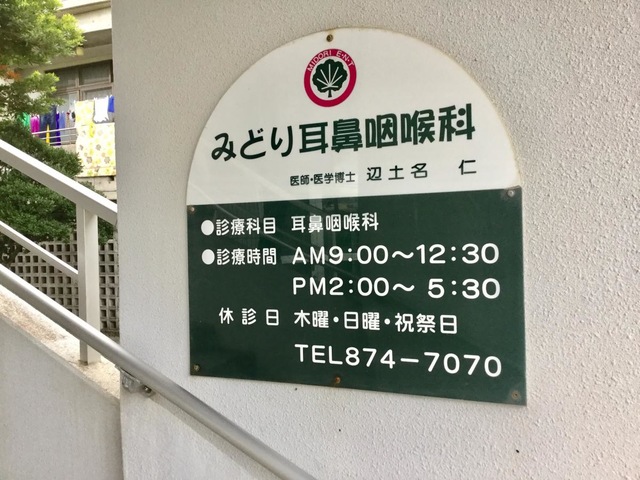 MIDORI E·N·T
みどり耳鼻咽喉科
医師・医学博士 辺土名 仁
●診療科目 耳鼻咽喉科
●診療時間 AM9:00〜12:30
PM2:00〜 5:30
休診日 木曜・日曜・祝祭日
TEL874-7070